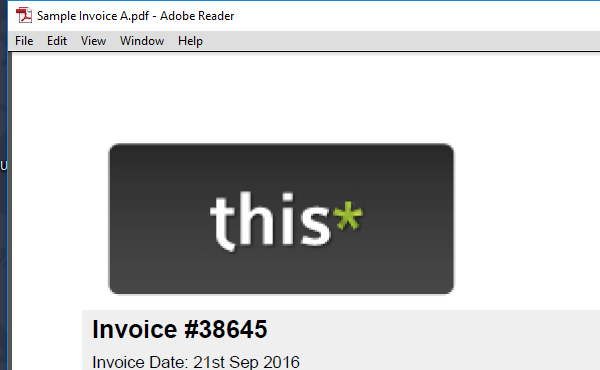 Sample Invoice A.pdf - Adobe Reader
File Edit View Window Help
U
this*
Invoice #38645
Invoice Date: 21st Sep 2016